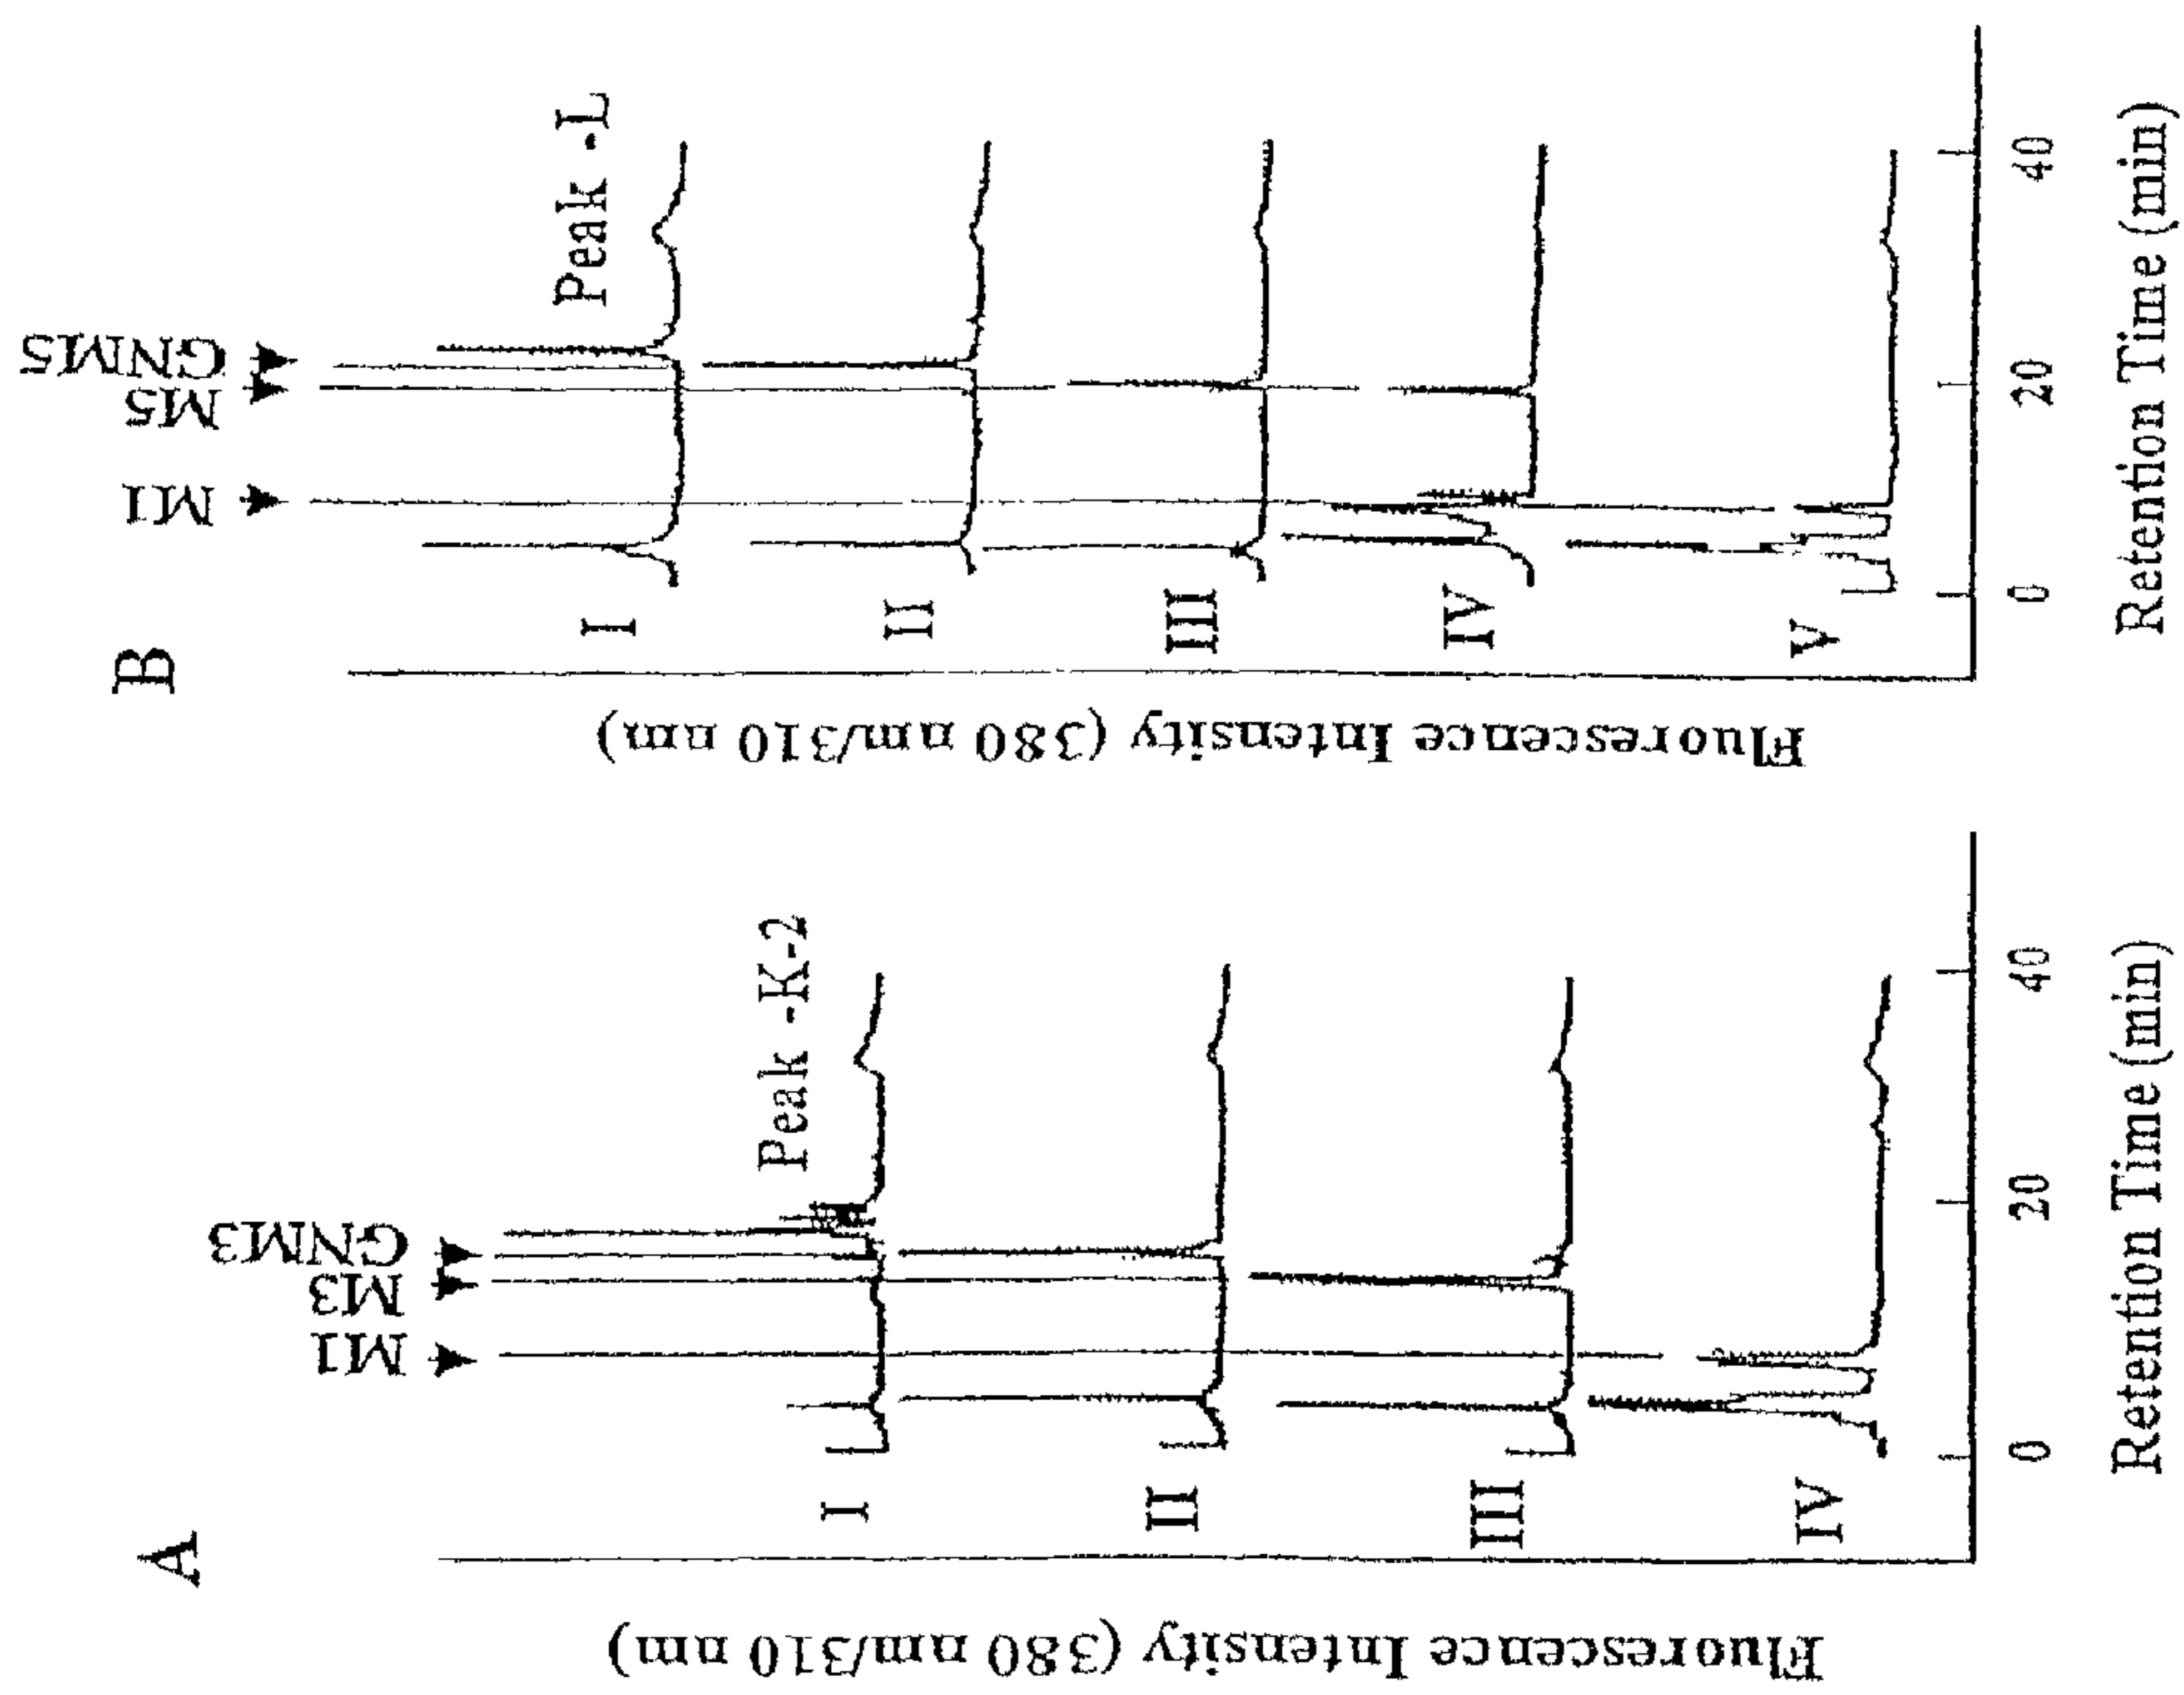 A
M1
M3
GNM3
Peak -K-2
I
II
III
IV
Fluorescence Intensity (380 nm/310 nm)
0
20
40
Retention Time (min)
B
M1
M5
GNM5
Peak -L
I
II
III
IV
V
Fluorescence Intensity (380 nm/310 nm)
0
20
40
Retention Time (min)